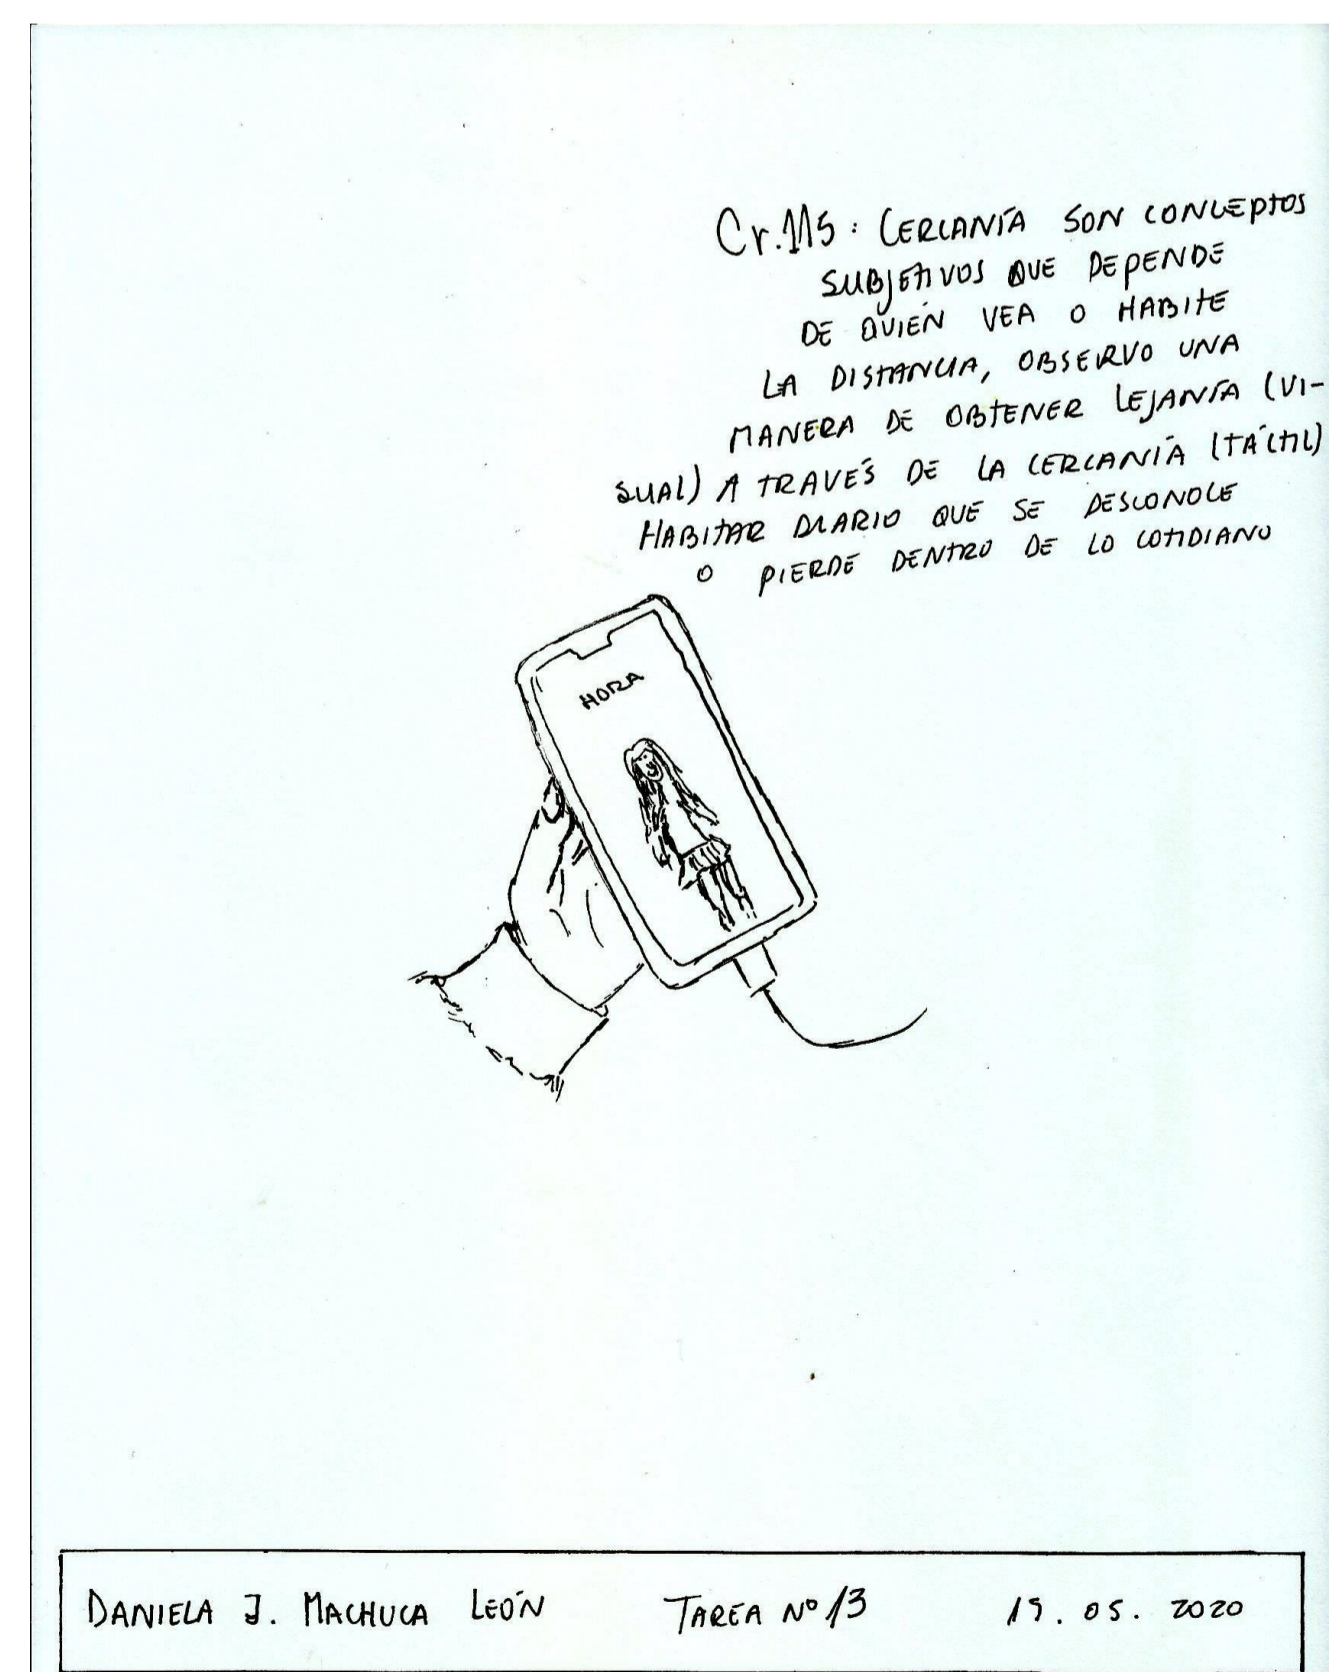 Cr.115: CERCANÍA SON CONCEPTOS
SUBJETIVOS QUE DEPENDE
DE QUIÉN VEA O HABITE
LA DISTANCIA, OBSERVO UNA
MANERA DE OBTENER LEJANÍA (VI-
SUAL) A TRAVÉS DE LA CERCANÍA (TÁCTIL)
HABITAR DIARIO QUE SE DESCONOCE
O PIERDE DENTRO DE LO COTIDIANO
HORA
DANIELA J. MACHUCA LEÓN TAREA Nº 13 19.05.2020